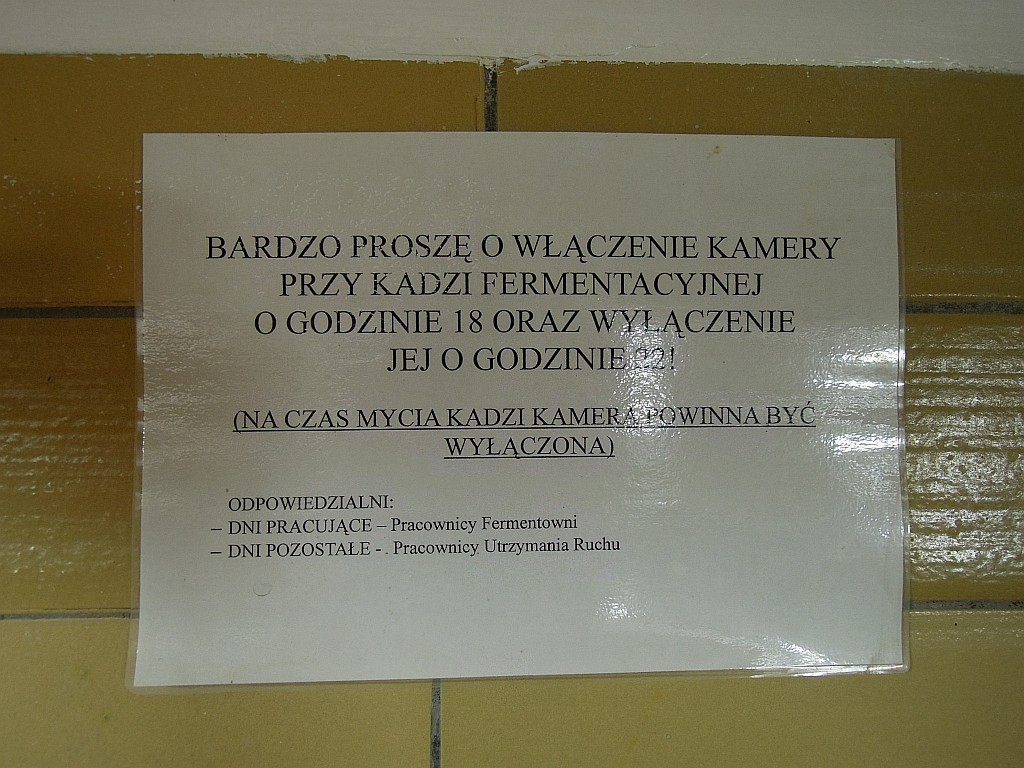 BARDZO PROSZĘ O WŁĄCZENIE KAMERY
PRZY KADZI FERMENTACYJNEJ
O GODZINIE 18 ORAZ WYŁĄCZENIE
JEJ O GODZINIE 22!
(NA CZAS MYCIA KADZI KAMERA POWINNA BYĆ
WYŁĄCZONA)
ODPOWIEDZIALNI:
– DNI PRACUJĄCE – Pracownicy Fermentowni
– DNI POZOSTAŁE - . Pracownicy Utrzymania Ruchu